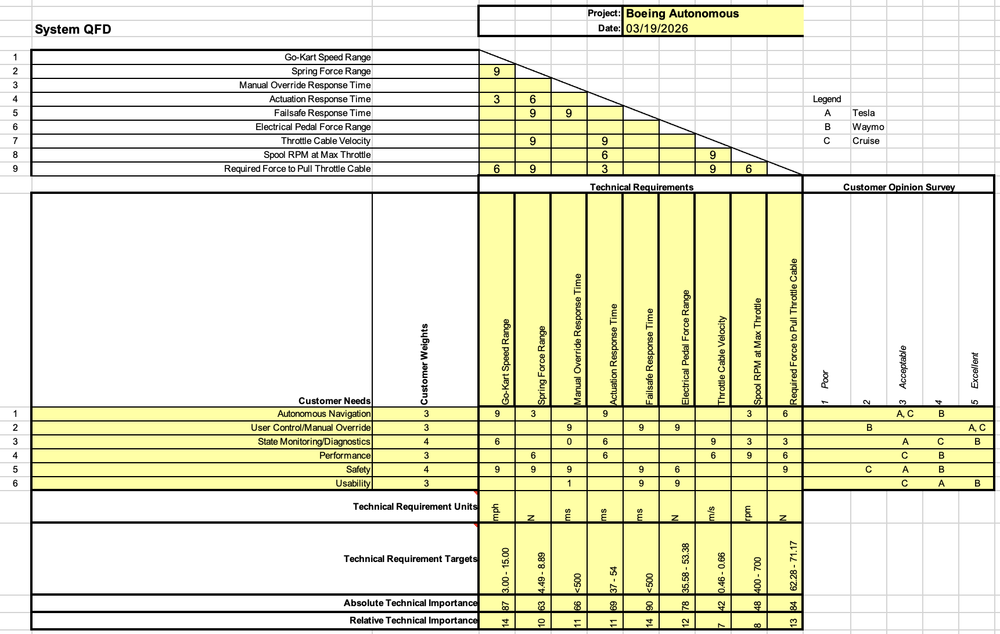 Project: Boeing Autonomous
System QFD Date: 03/19/2026
1 Go-Kart Speed Range
2 Spring Force Range 9
3 Manual Override Response Time
4 Actuation Response Time 3 6 Legend
5 Failsafe Response Time 9 9 A Tesla
6 Electrical Pedal Force Range B Waymo
7 Throttle Cable Velocity 9 9 C Cruise
8 Spool RPM at Max Throttle 6 9
9 Required Force to Pull Throttle Cable 6 9 3 9 6
Technical Requirements Customer Opinion Survey
Customer Needs
Customer Weights
Go-Kart Speed Range
Spring Force Range
Manual Override Response Time
Actuation Response Time
Failsafe Response Time
Electrical Pedal Force Range
Throttle Cable Velocity
Spool RPM at Max Throttle
Required Force to Pull Throttle Cable
1 Poor
2
3 Acceptable
4
5 Excellent
1 Autonomous Navigation 3 9 3 9 3 6 A, C B
2 User Control/Manual Override 3 9 9 9 B A, C
3 State Monitoring/Diagnostics 4 6 0 6 9 3 3 A C B
4 Performance 3 6 6 6 9 6 C B
5 Safety 4 9 9 9 9 6 9 C A B
6 Usability 3 1 9 9 C A B
Technical Requirement Units mph N ms ms ms N m/s rpm N
Technical Requirement Targets 3.00 - 15.00 4.49 - 8.89 <500 37 - 54 <500 35.58 - 53.38 0.46 - 0.66 400 - 700 62.28 - 71.17
Absolute Technical Importance 87 63 66 69 90 78 42 48 84
Relative Technical Importance 14 10 11 11 14 12 7 8 13